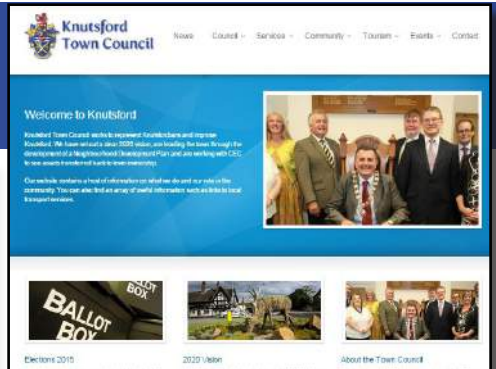 Knutsford
Town Council
News Council Services Community Tourism Events Contact
Welcome to Knutsford
Knutsford Town Council works to represent Knutsfordians and improve
Knutsford. We have set out a clear 2020 vision, are leading the town through the
development of a Neighbourhood Development Plan and are working with CEC
to see assets transferred back to town ownership.
Our website contains a host of information on what we do and our role in the
community. You can also find an array of useful information such as links to local
transport services.
BALLOT
BOX
BALLOT
BOX
Elections 2015 2020 Vision About the Town Council